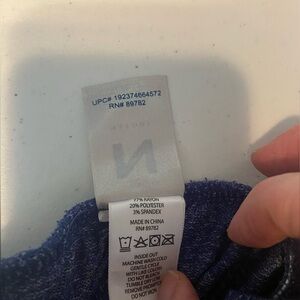 UPC# 192374664572
RN# 89782
N
77% RAYON
20% POLYESTER
3% SPANDEX
MADE IN CHINA
RN# 89782
INSIDE OUT
MACHINE WASH COLD
GENTLE CYCLE
WITH LIKE COLORS
DO NOT BLEACH
TUMBLE DRY LOW
REMOVE PROMPTLY
DO NOT IRON